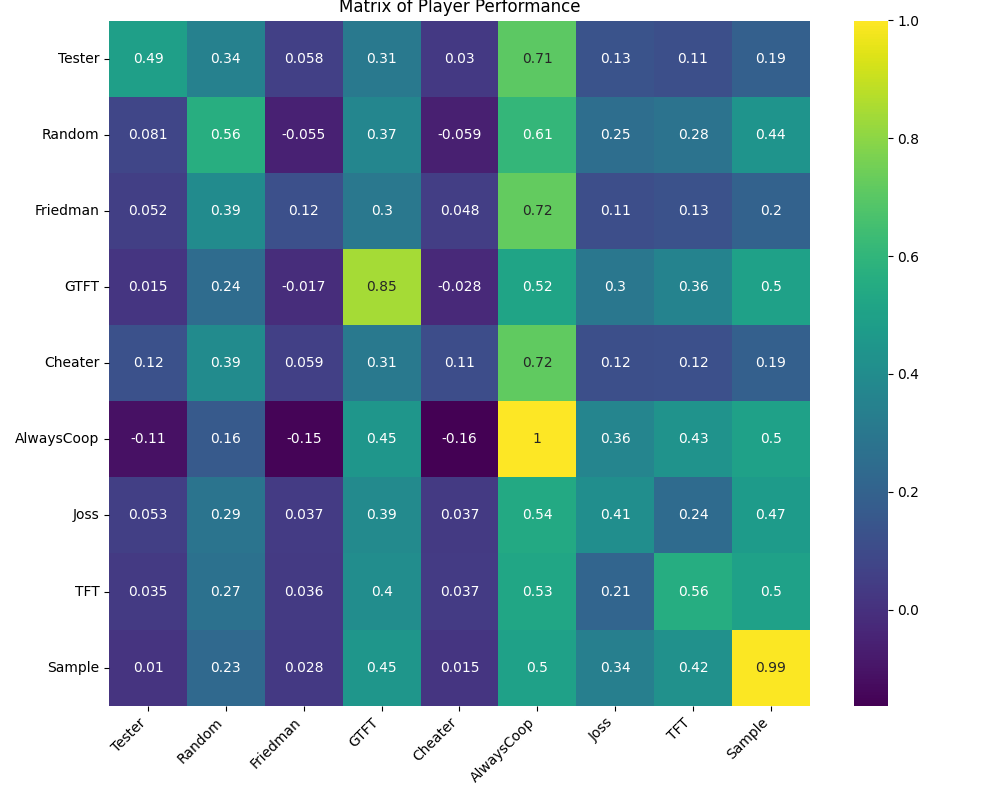 Matrix of Player Performance
1.0
Tester 0.49 0.34 0.058 0.31 0.03 0.71 0.13 0.11 0.19
Random 0.081 0.56 -0.055 0.37 -0.059 0.61 0.25 0.28 0.44
0.8
Friedman 0.052 0.39 0.12 0.3 0.048 0.72 0.11 0.13 0.2
0.6
GTFT 0.015 0.24 -0.017 0.85 -0.028 0.52 0.3 0.36 0.5
Cheater 0.12 0.39 0.059 0.31 0.11 0.72 0.12 0.12 0.19
0.4
AlwaysCoop -0.11 0.16 -0.15 0.45 -0.16 1 0.36 0.43 0.5
0.2
Joss 0.053 0.29 0.037 0.39 0.037 0.54 0.41 0.24 0.47
TFT 0.035 0.27 0.036 0.4 0.037 0.53 0.21 0.56 0.5
0.0
Sample 0.01 0.23 0.028 0.45 0.015 0.5 0.34 0.42 0.99
Tester Random Friedman GTFT Cheater AlwaysCoop Joss TFT Sample